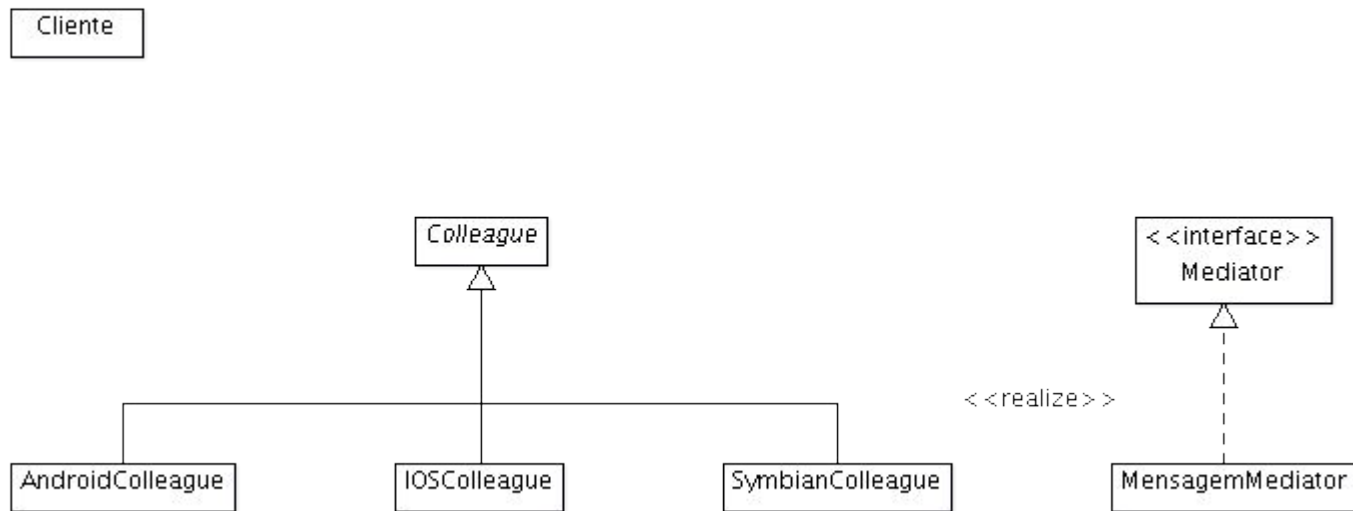 Cliente
Colleague
<<interface>>
Mediator
<<realize>>
AndroidColleague
IOSColleague
SymbianColleague
MensagemMediator